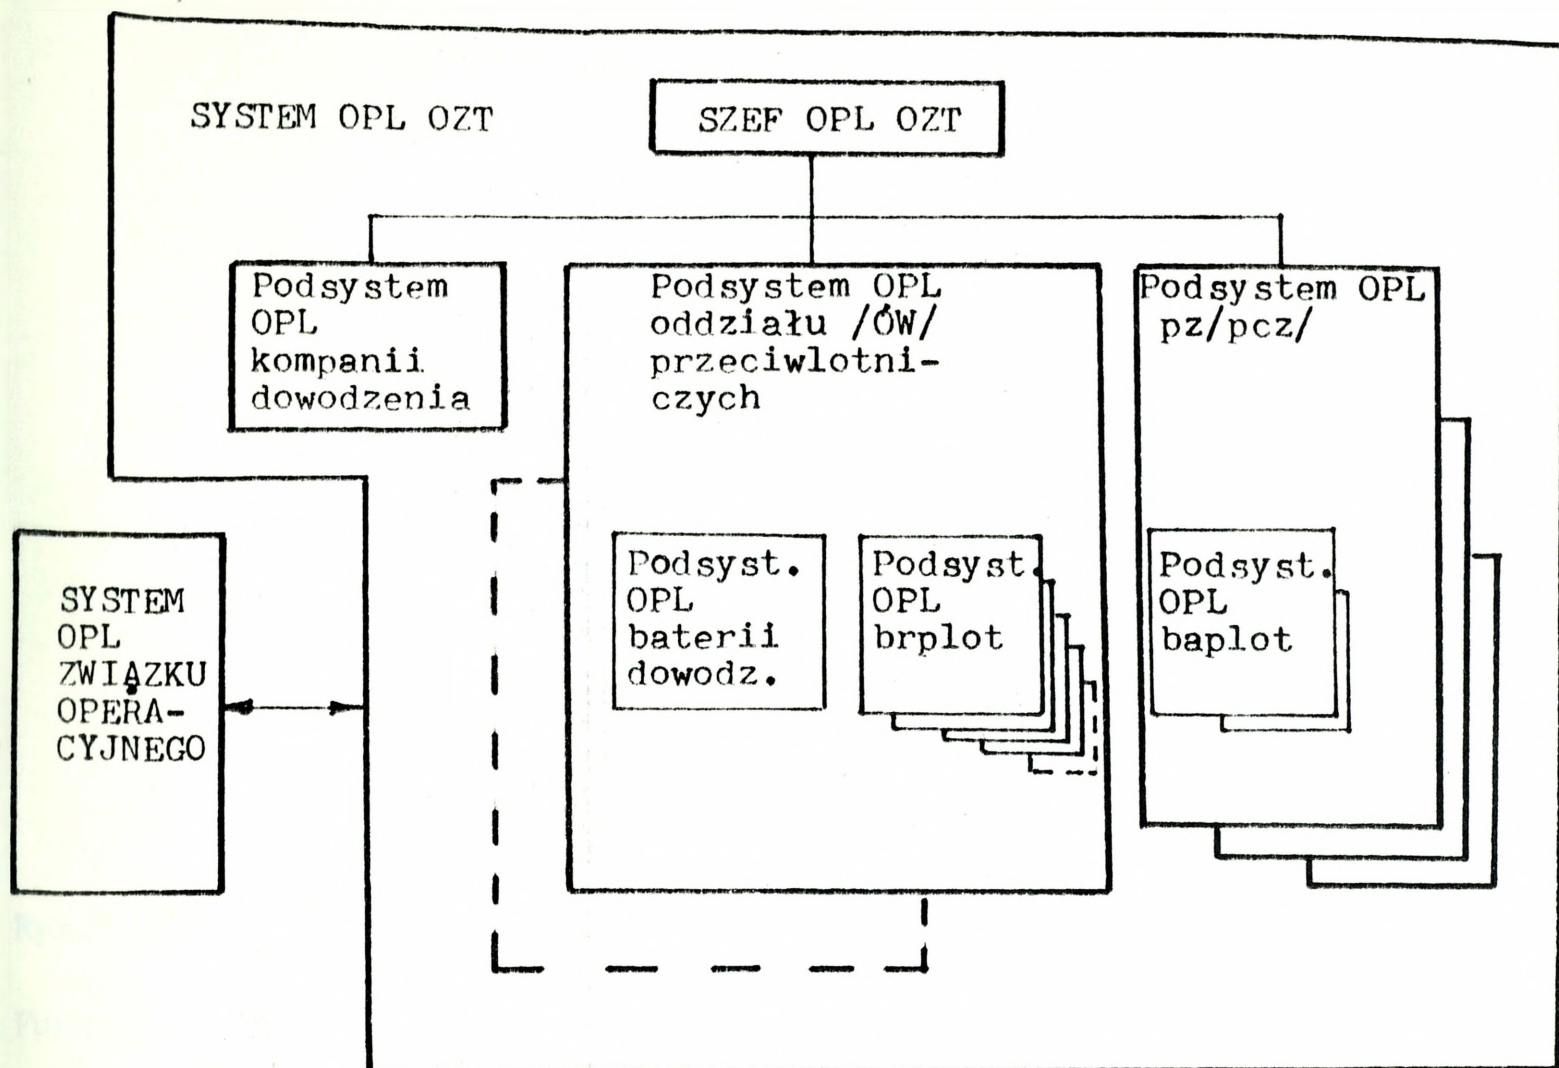 SYSTEM OPL OZT
SZEF OPL OZT
Podsystem
OPL
kompanii
dowodzenia
Podsystem OPL
oddziału /ÓW/
przeciwlotni-
czych
Podsystem OPL
pz/pcz/
Podsyst.
OPL
baterii
dowodz.
Podsyst.
OPL
brplot
Podsyst.
OPL
baplot
SYSTEM
OPL
ZWIĄZKU
OPERA-
CYJNEGO